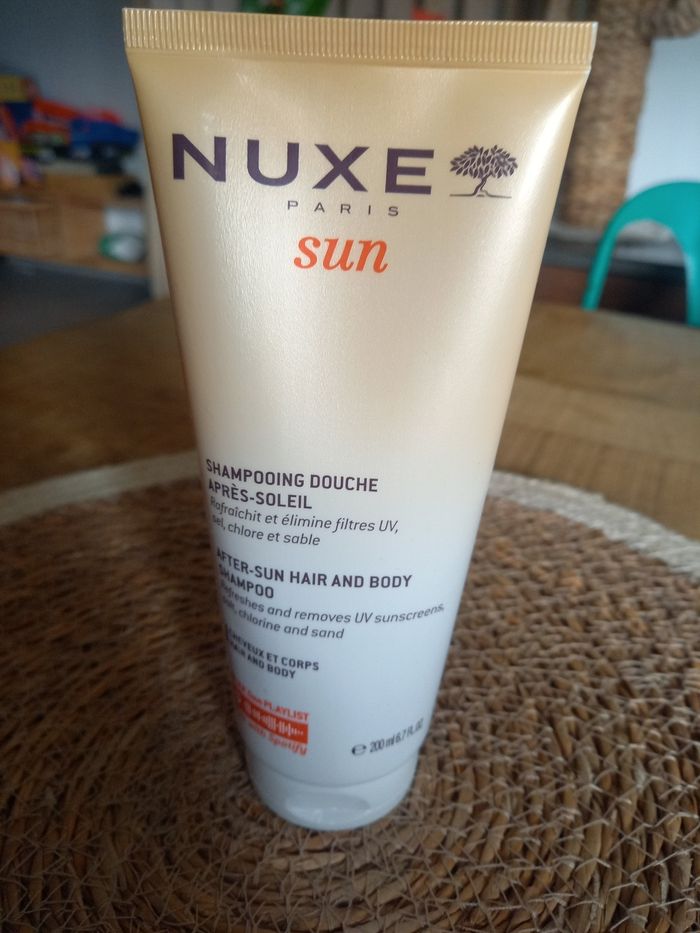 NUXE
PARIS
sun
SHAMPOOING DOUCHE
APRÈS-SOLEIL
Rafraîchit et élimine filtres UV,
sel, chlore et sable
AFTER-SUN HAIR AND BODY
SHAMPOO
Refreshes and removes UV sunscreens,
salt, chlorine and sand
CHEVEUX ET CORPS
HAIR AND BODY
PLAYLIST
with Spotify
℮ 200 ml 6.7 FL.OZ